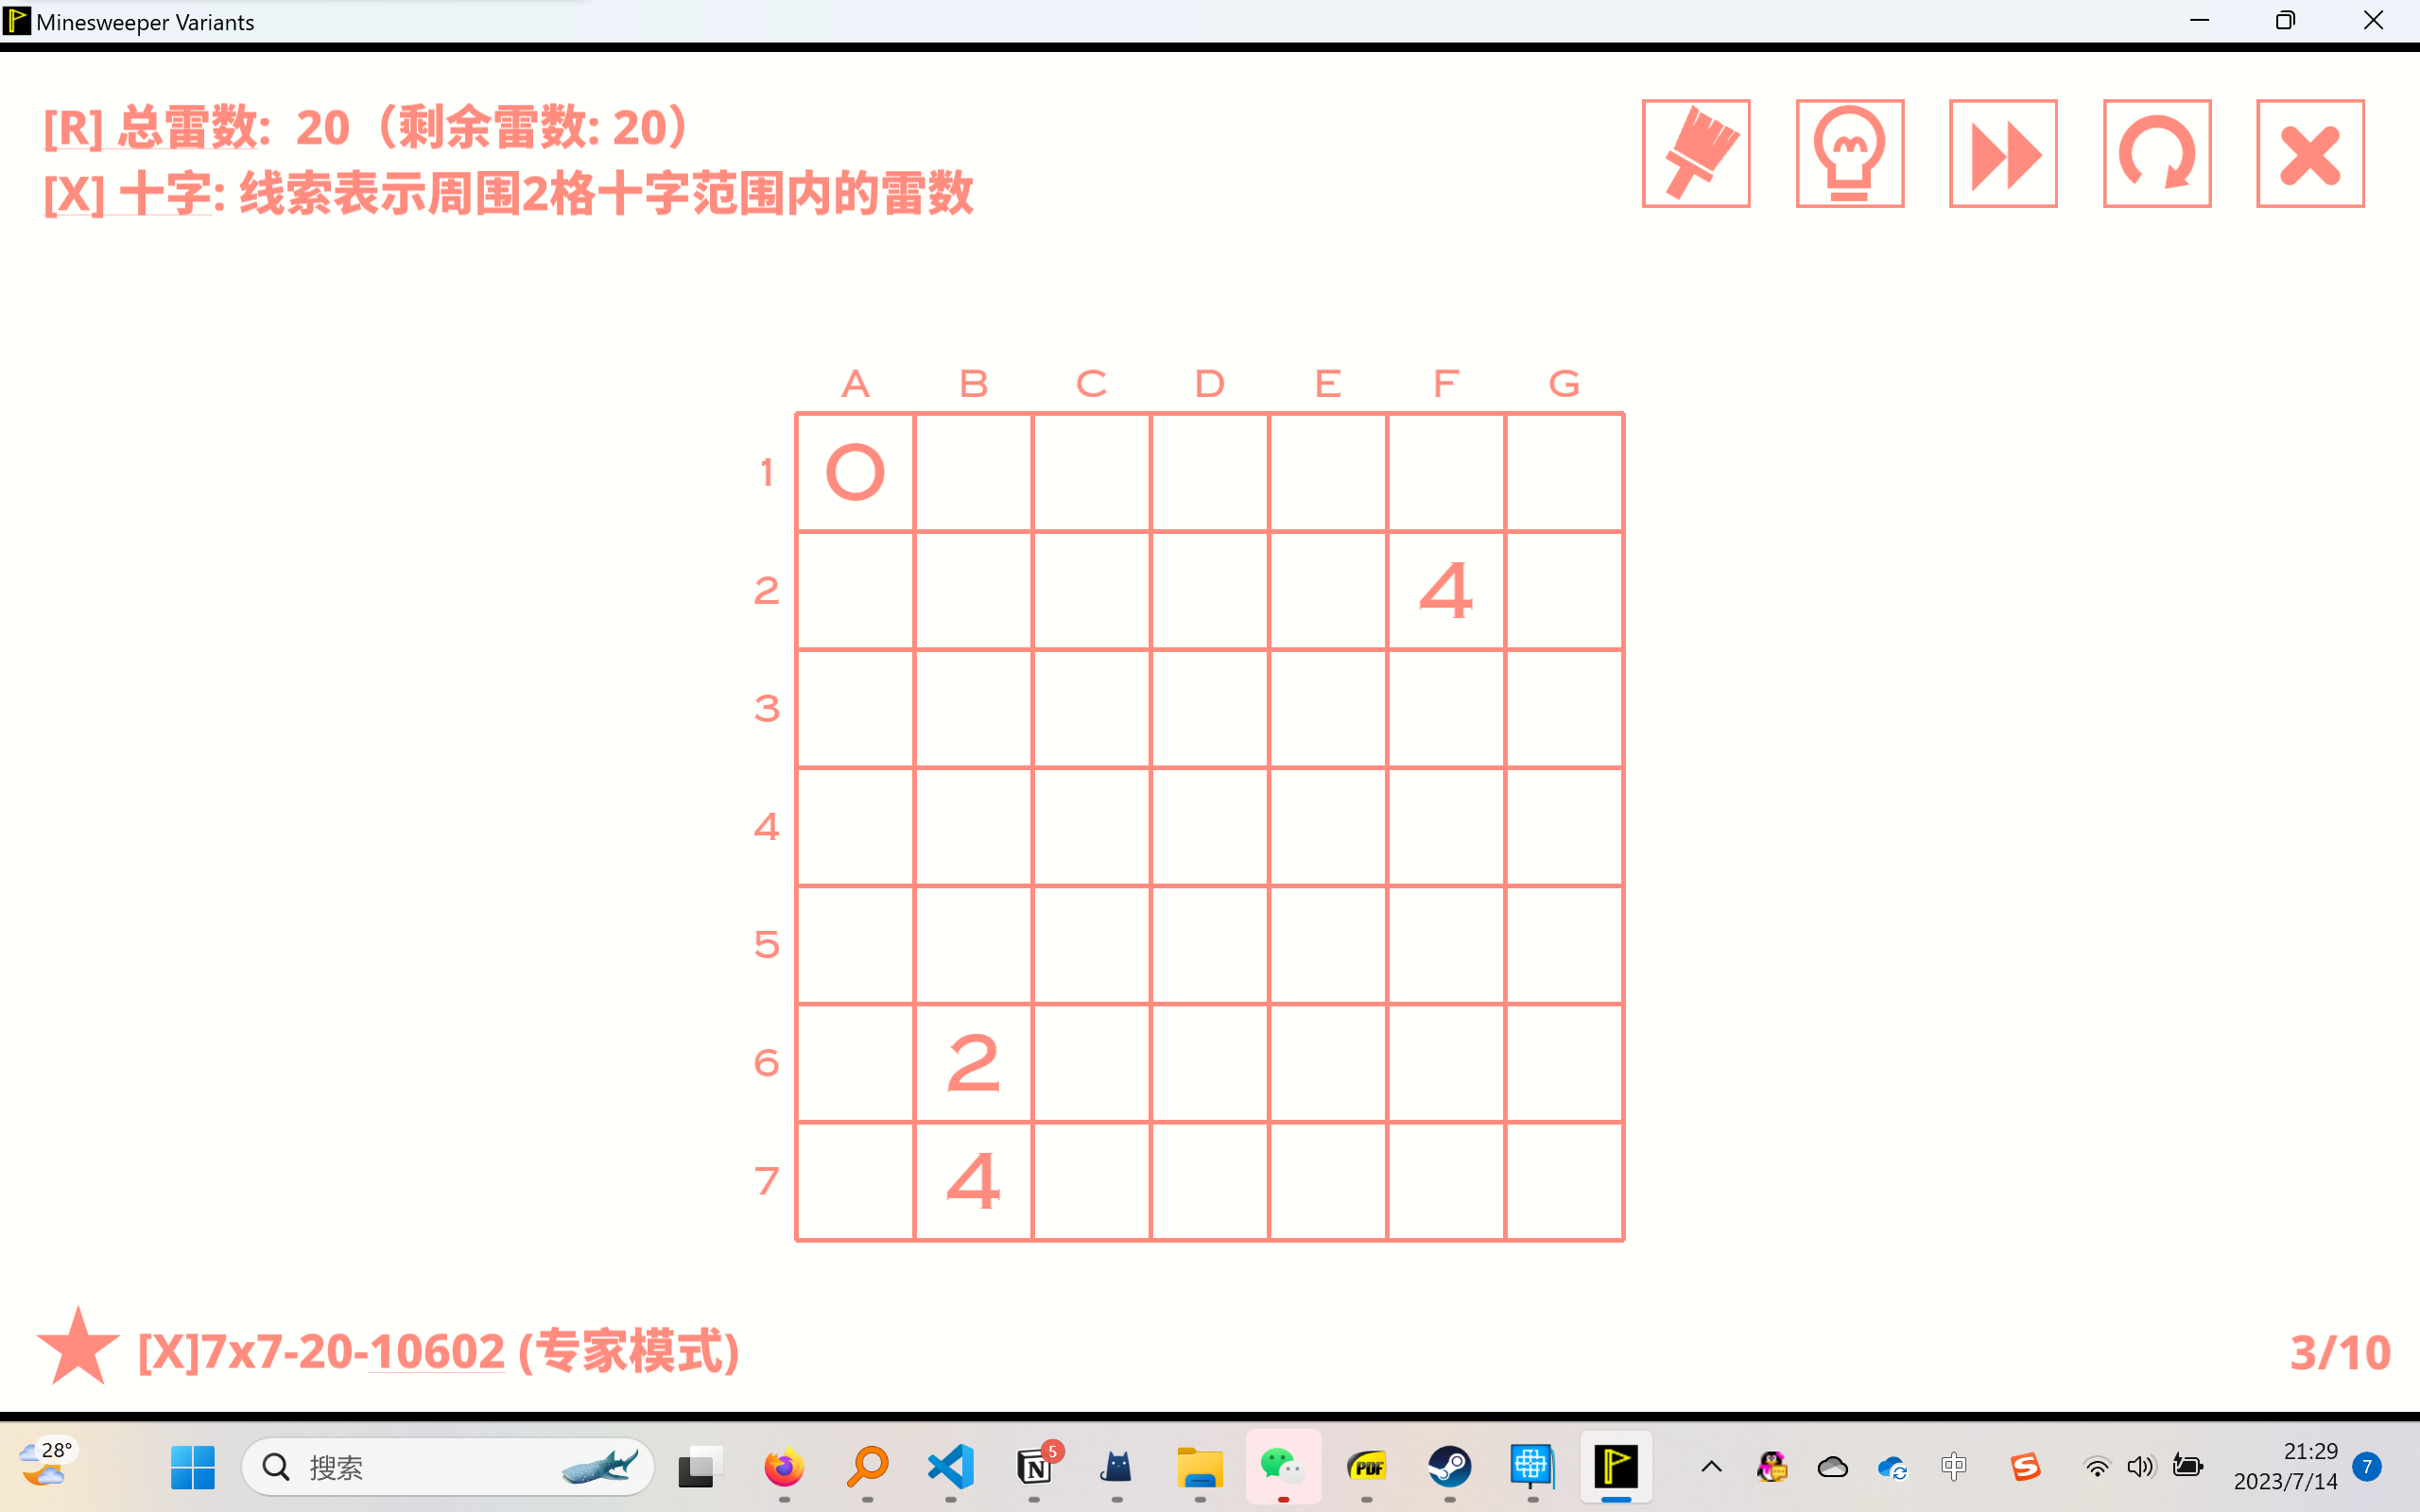 Minesweeper Variants
[R] 总雷数: 20（剩余雷数: 20）
[X] 十字: 线索表示周围2格十字范围内的雷数
A B C D E F G
1 O
2 4
3
4
5
6 2
7 4
[X]7x7-20-10602 (专家模式)
3/10
28°
搜索
N
5
PDF
中
S
21:29
2023/7/14
7